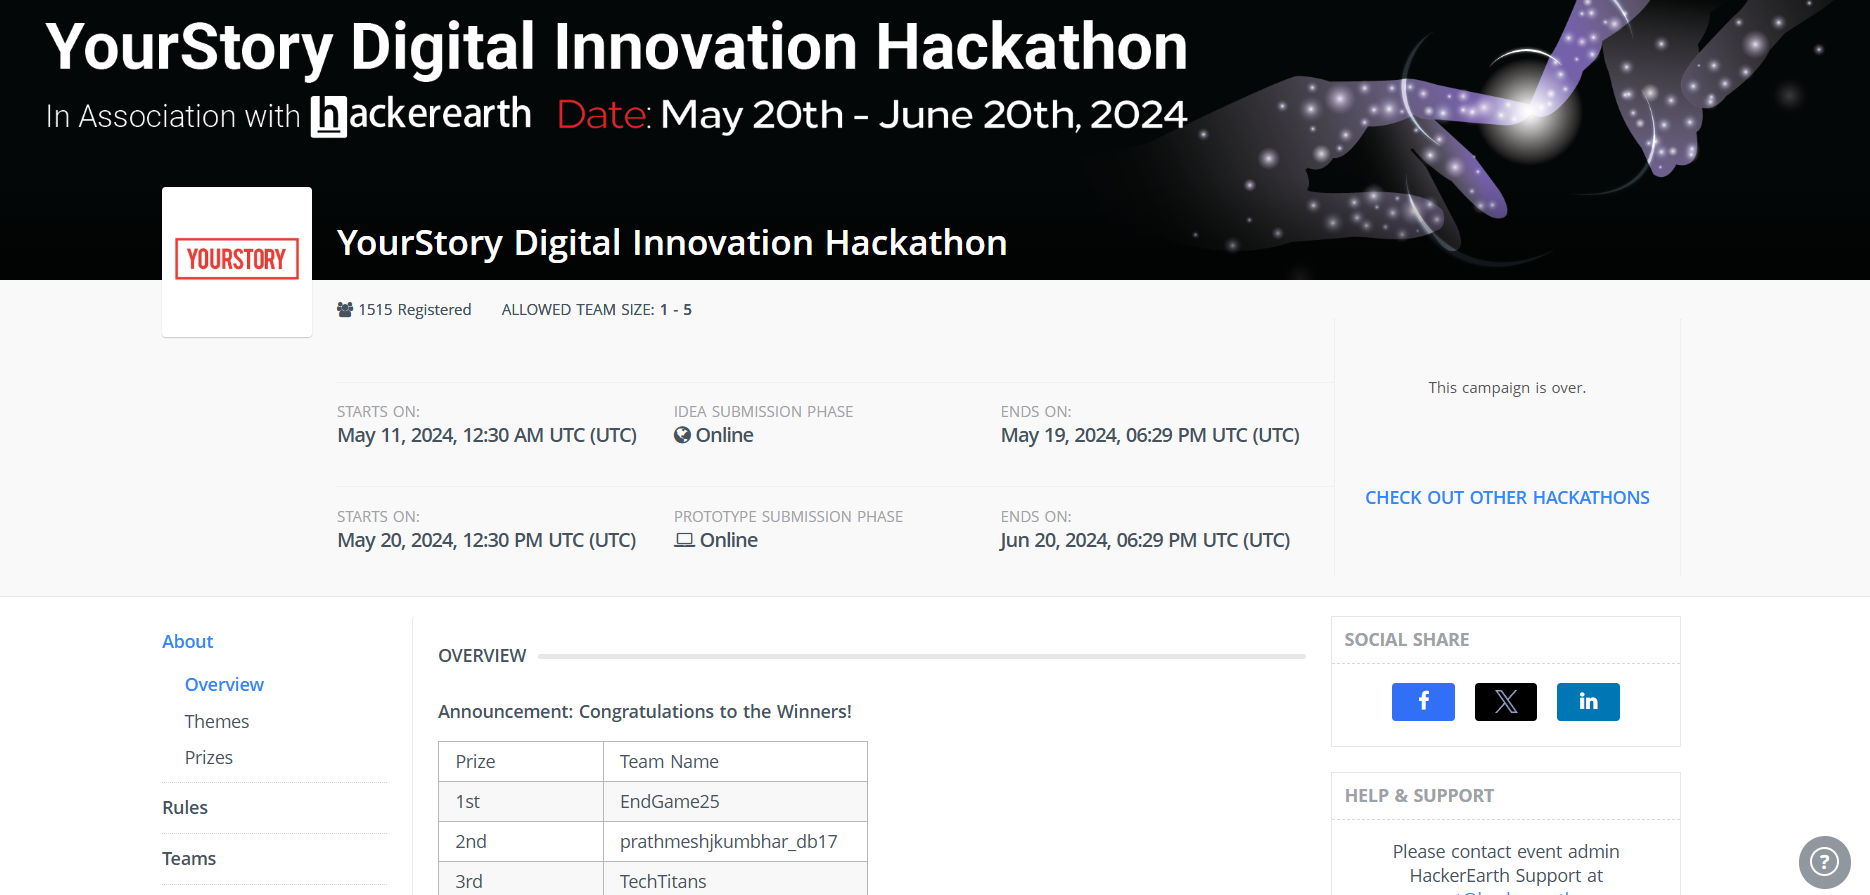 YourStory Digital Innovation Hackathon
In Association with hackerearth Date: May 20th - June 20th, 2024
YOURSTORY
YourStory Digital Innovation Hackathon
1515 Registered ALLOWED TEAM SIZE: 1 - 5
This campaign is over.
STARTS ON: IDEA SUBMISSION PHASE ENDS ON:
May 11, 2024, 12:30 AM UTC (UTC) Online May 19, 2024, 06:29 PM UTC (UTC)
CHECK OUT OTHER HACKATHONS
STARTS ON: PROTOTYPE SUBMISSION PHASE ENDS ON:
May 20, 2024, 12:30 PM UTC (UTC) Online Jun 20, 2024, 06:29 PM UTC (UTC)
About
Overview
Themes
Prizes
Rules
Teams
OVERVIEW
Announcement: Congratulations to the Winners!
Prize Team Name
1st EndGame25
2nd prathmeshjkumbhar_db17
3rd TechTitans
SOCIAL SHARE
f X in
HELP & SUPPORT
Please contact event admin
HackerEarth Support at
?